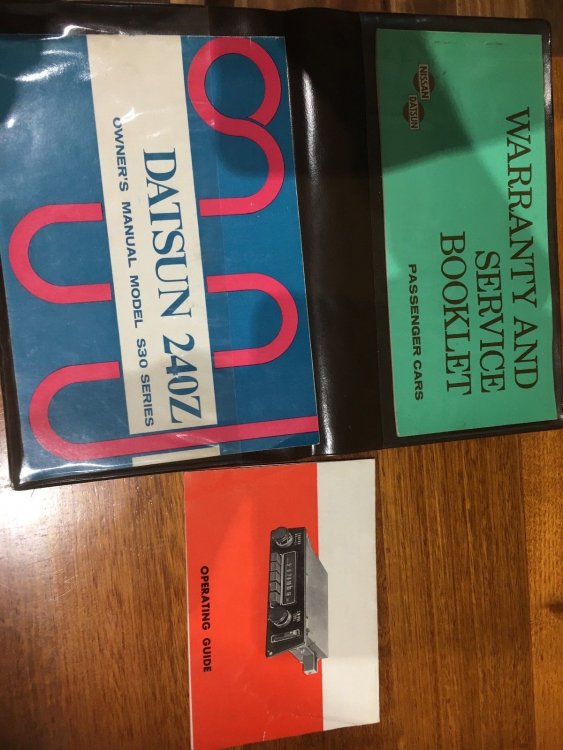 DATSUN 240Z
OWNER'S MANUAL MODEL S30 SERIES
NISSAN
DATSUN
WARRANTY AND
SERVICE
BOOKLET
PASSENGER CARS
OPERATING GUIDE